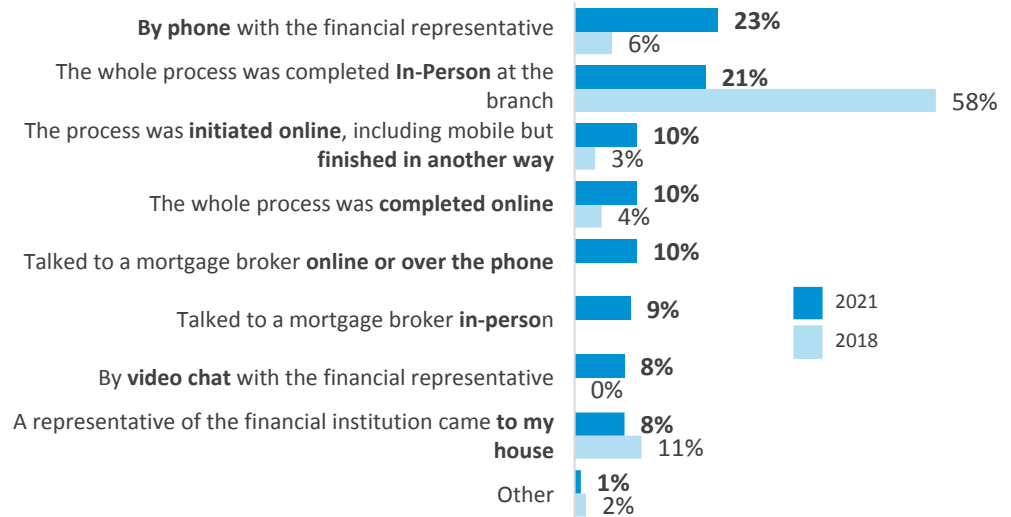 By phone with the financial representative
23%
6%
The whole process was completed In-Person at the
branch
21%
58%
The process was initiated online, including mobile but
finished in another way
10%
3%
The whole process was completed online
10%
4%
Talked to a mortgage broker online or over the phone
10%
Talked to a mortgage broker in-person
9%
2021
2018
By video chat with the financial representative
8%
0%
A representative of the financial institution came to my
house
8%
11%
Other
1%
2%